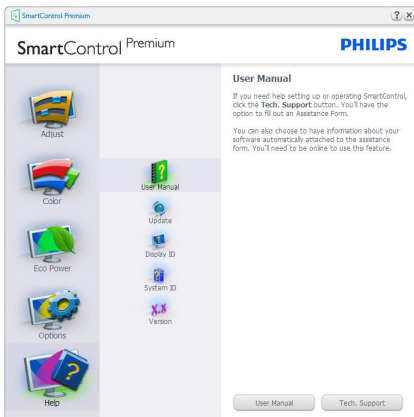 SmartControl Premium
SmartControl Premium
PHILIPS
Adjust
Color
Eco Power
Options
Help
User Manual
Update
Display ID
System ID
X.X
Version
User Manual
If you need help setting up or operating SmartControl,
click the Tech. Support button. You'll have the
option to fill out an Assistance Form.
You can also choose to have information about your
software automatically attached to the assistance
form. You'll need to be online to use this feature.
User Manual
Tech. Support